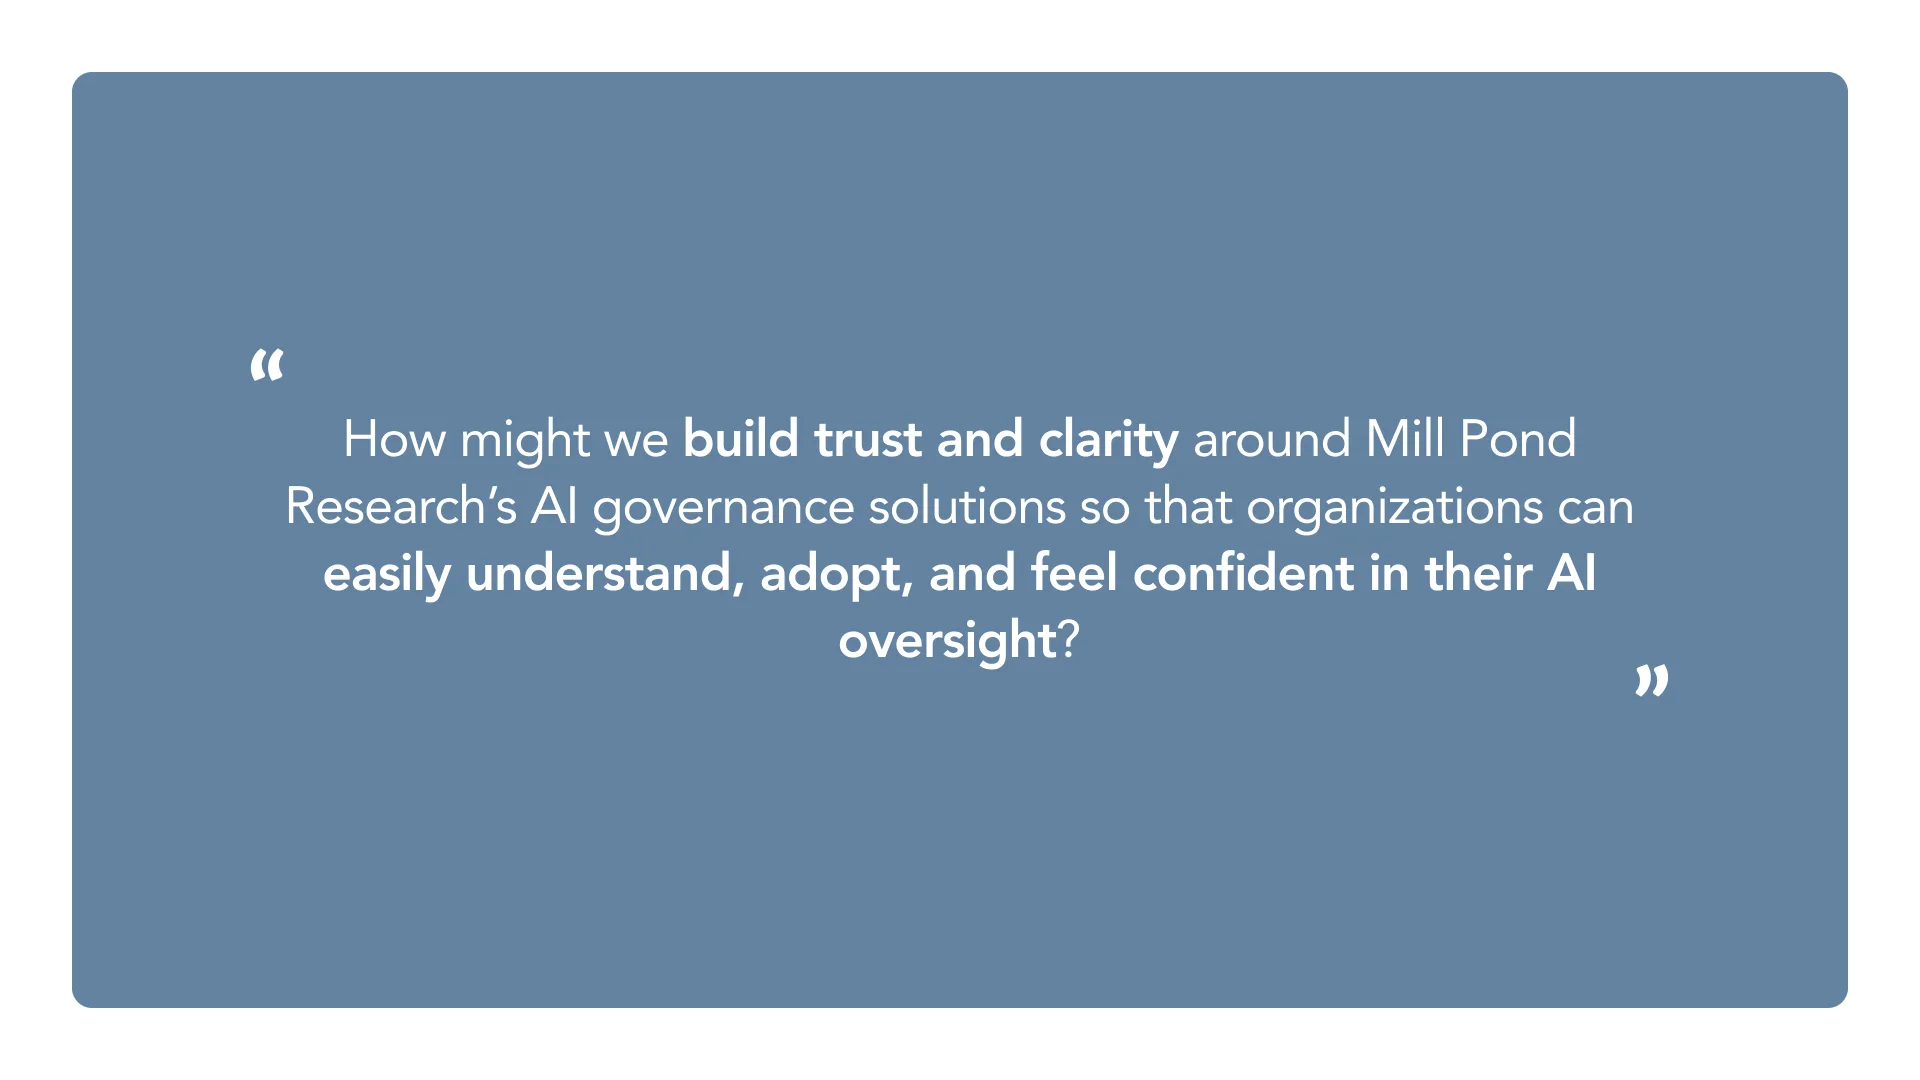 “
How might we build trust and clarity around Mill Pond
Research’s AI governance solutions so that organizations can
easily understand, adopt, and feel confident in their AI
oversight?
”